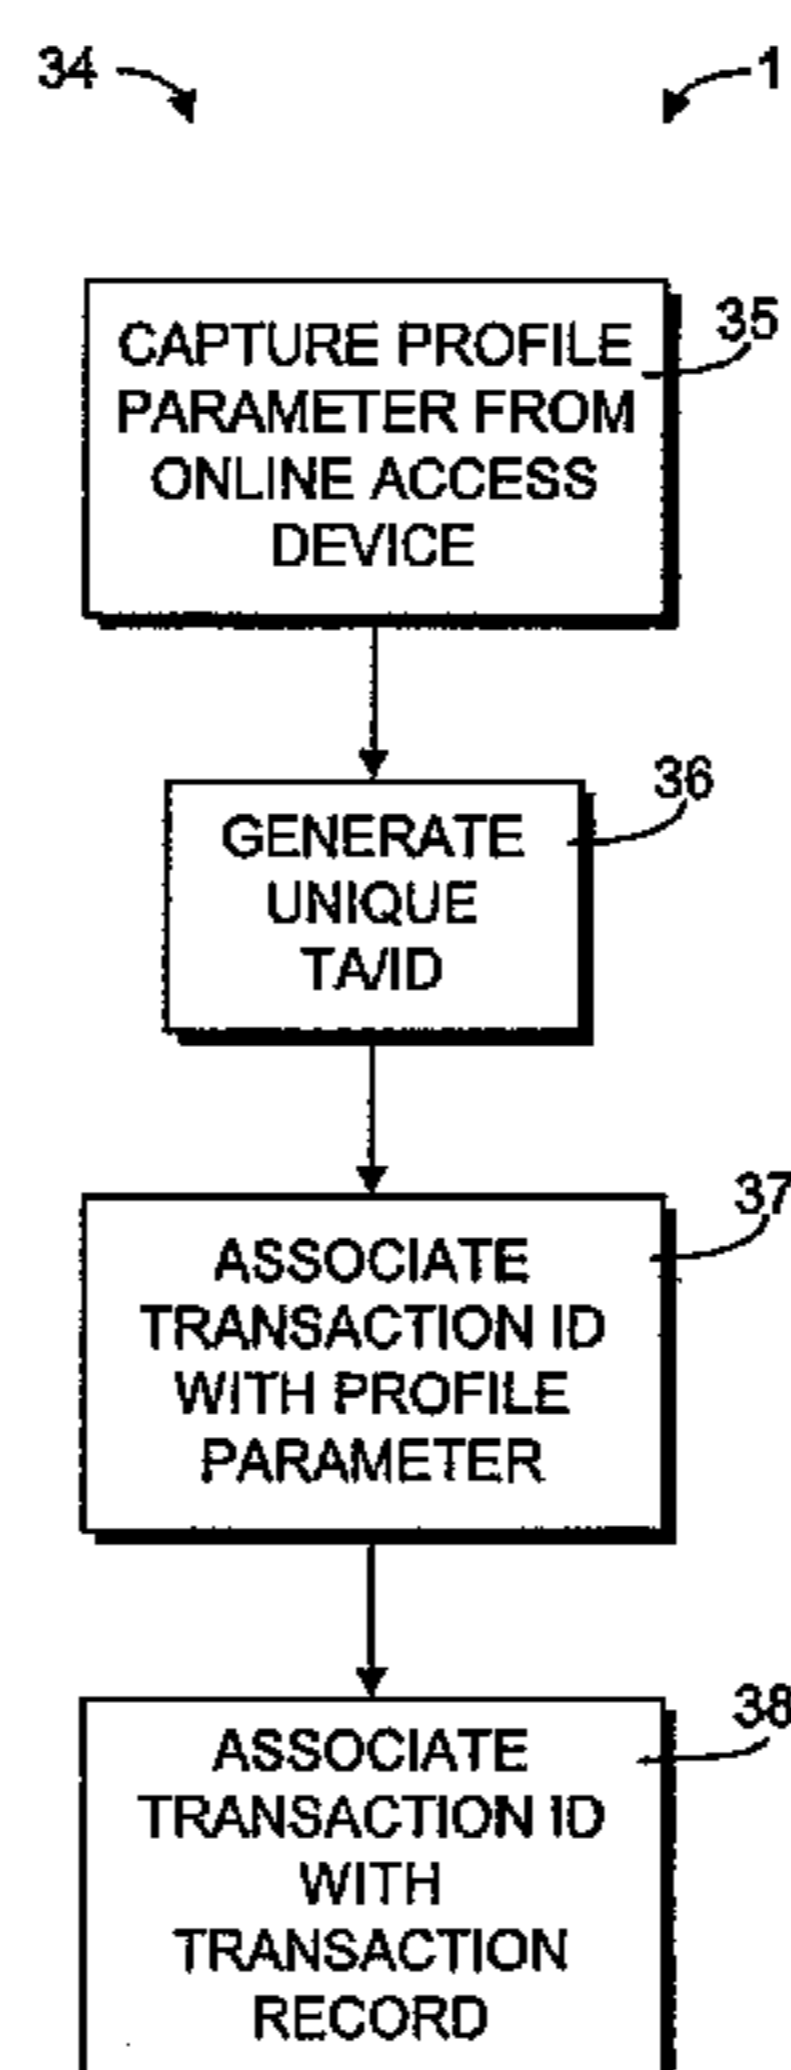 34
1
CAPTURE PROFILE
PARAMETER FROM
ONLINE ACCESS
DEVICE
35
GENERATE
UNIQUE
TA/ID
36
ASSOCIATE
TRANSACTION ID
WITH PROFILE
PARAMETER
37
ASSOCIATE
TRANSACTION ID
WITH
TRANSACTION
RECORD
38